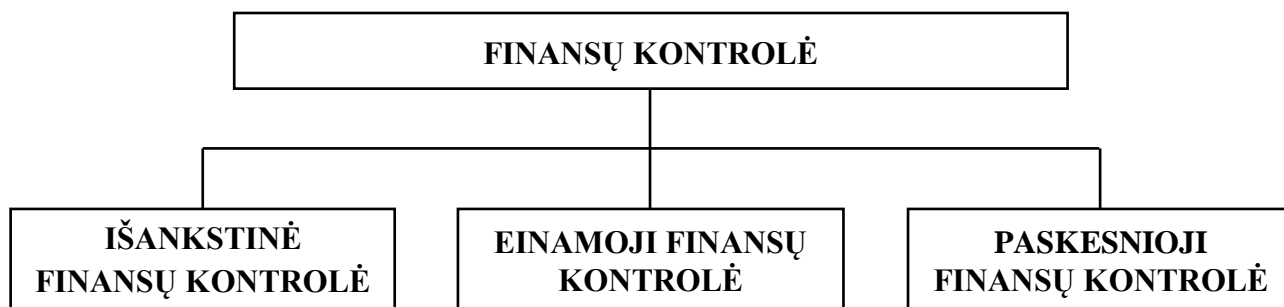 FINANSŲ KONTROLĖ
IŠANKSTINĖ
FINANSŲ KONTROLĖ
EINAMOJI FINANSŲ
KONTROLĖ
PASKESNIOJI
FINANSŲ KONTROLĖ